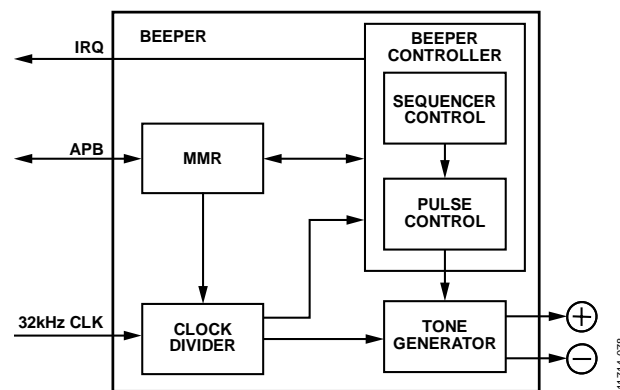 IRQ
BEEPER
BEEPER
CONTROLLER
SEQUENCER
CONTROL
APB
MMR
PULSE
CONTROL
32kHz CLK
CLOCK
DIVIDER
TONE
GENERATOR
+
−